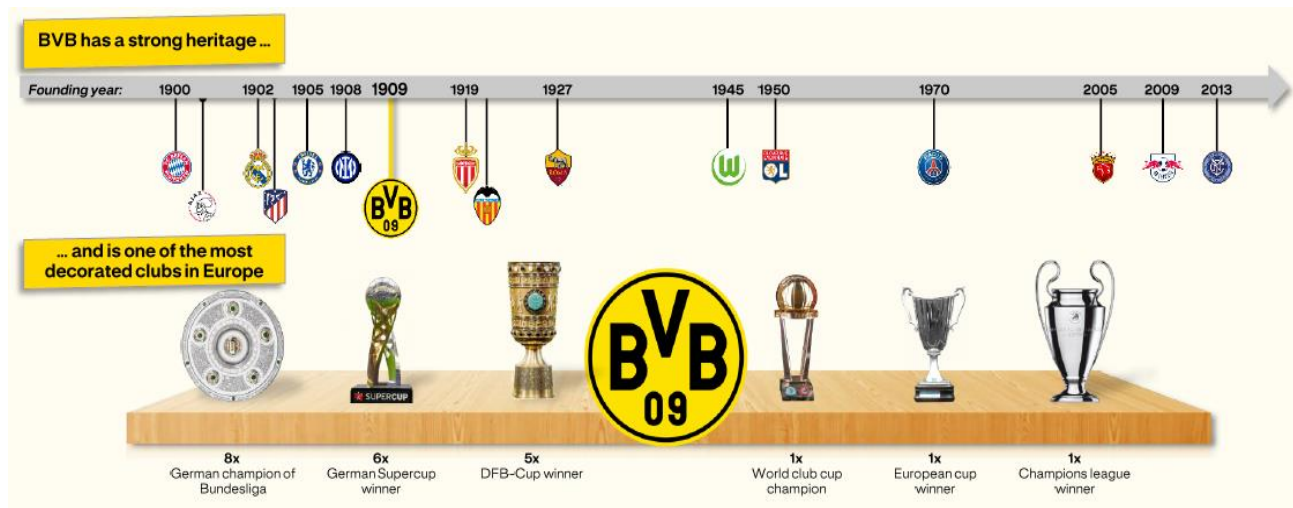 BVB has a strong heritage ...
Founding year:
1900
1902
1905
1908
1909
1919
1927
1945
1950
1970
2005
2009
2013
BVB
09
... and is one of the most
decorated clubs in Europe
SUPERCUP
BVB
09
8x
German champion of
Bundesliga
6x
German Supercup
winner
5x
DFB-Cup winner
1x
World club cup
champion
1x
European cup
winner
1x
Champions league
winner